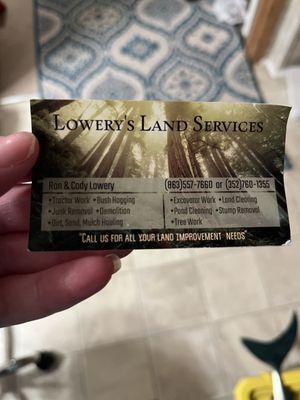 LOWERY'S LAND SERVICES
Ron & Cody Lowery (863)557-7660 or (352)760-1355
•Tractor Work •Bush Hogging •Excavator Work •Land Clearing
•Junk Removal •Demolition •Pond Cleaning •Stump Removal
•Dirt, Sand, Mulch Hauling •Tree Work
"CALL US FOR ALL YOUR LAND IMPROVEMENT NEEDS"